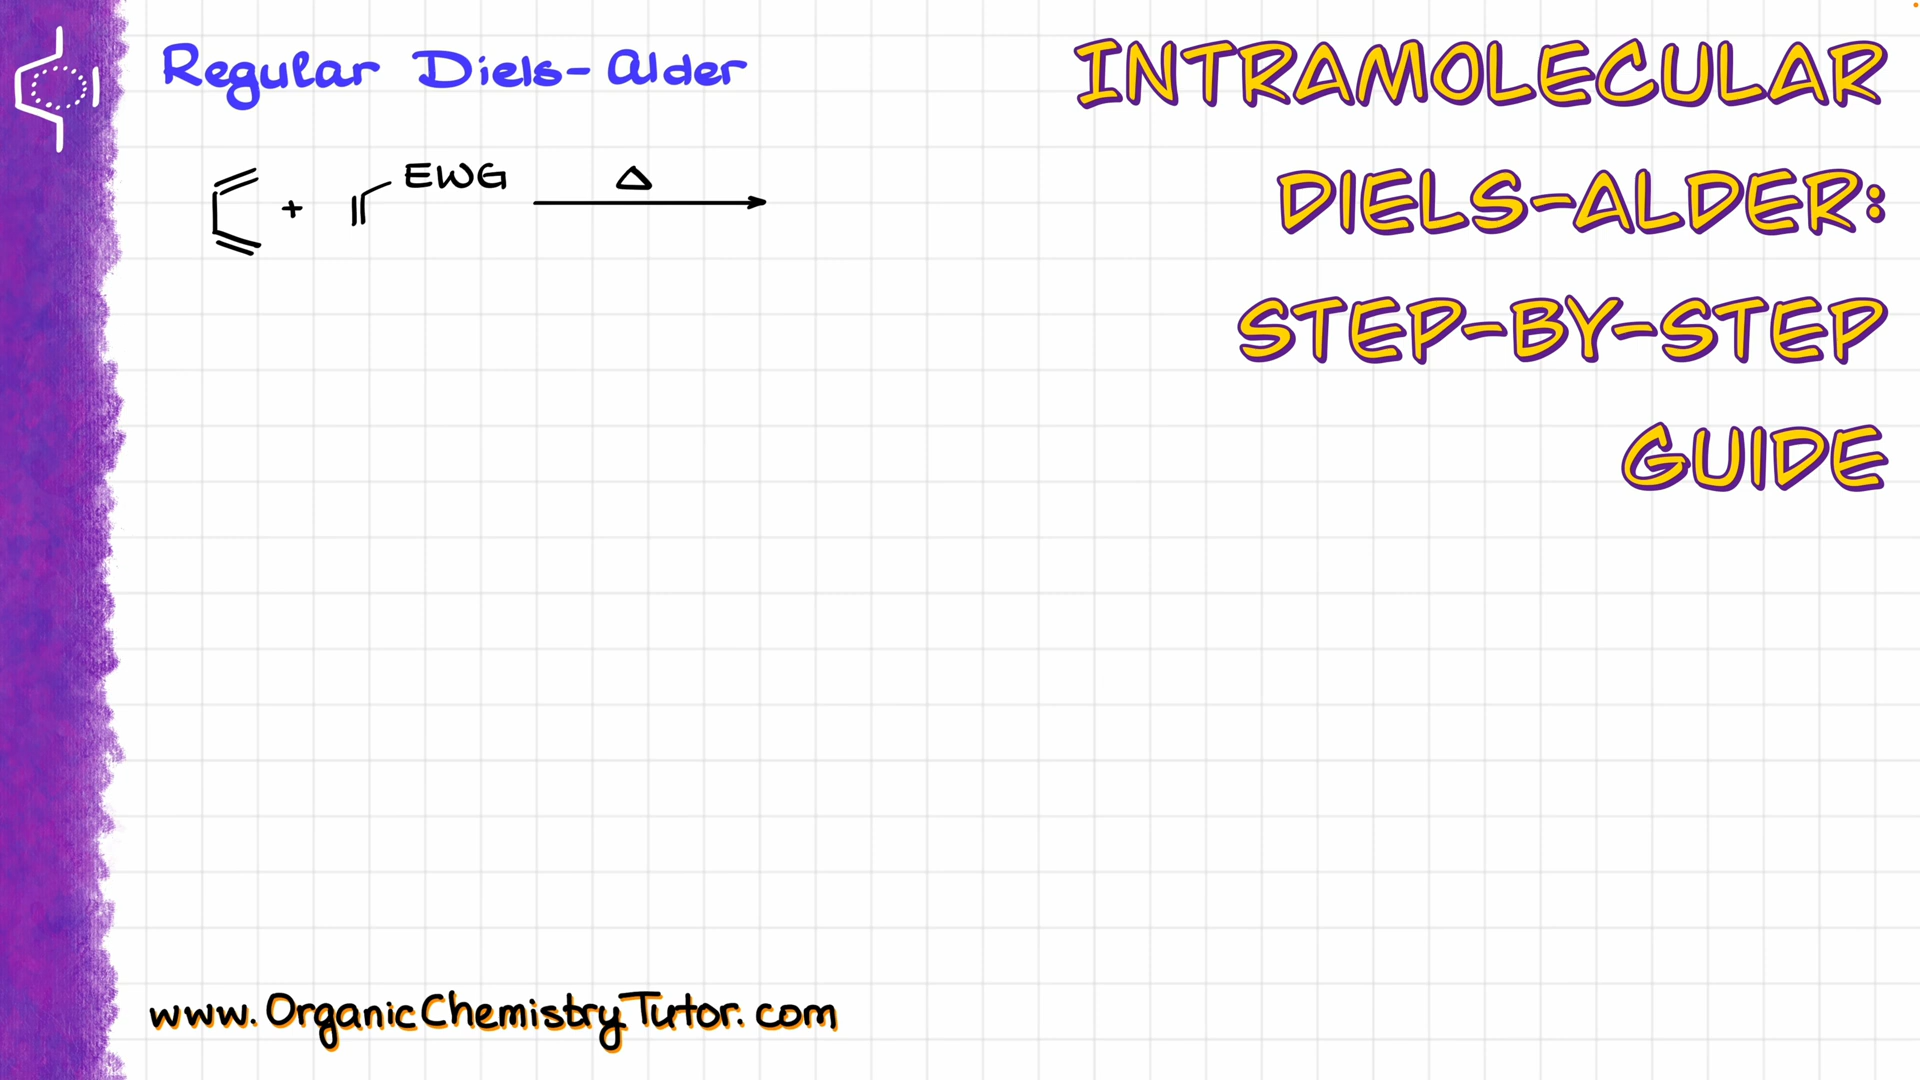 Regular Diels-Alder
+ EWG Δ
INTRAMOLECULAR
DIELS-ALDER:
STEP-BY-STEP
GUIDE
www.OrganicChemistryTutor.com